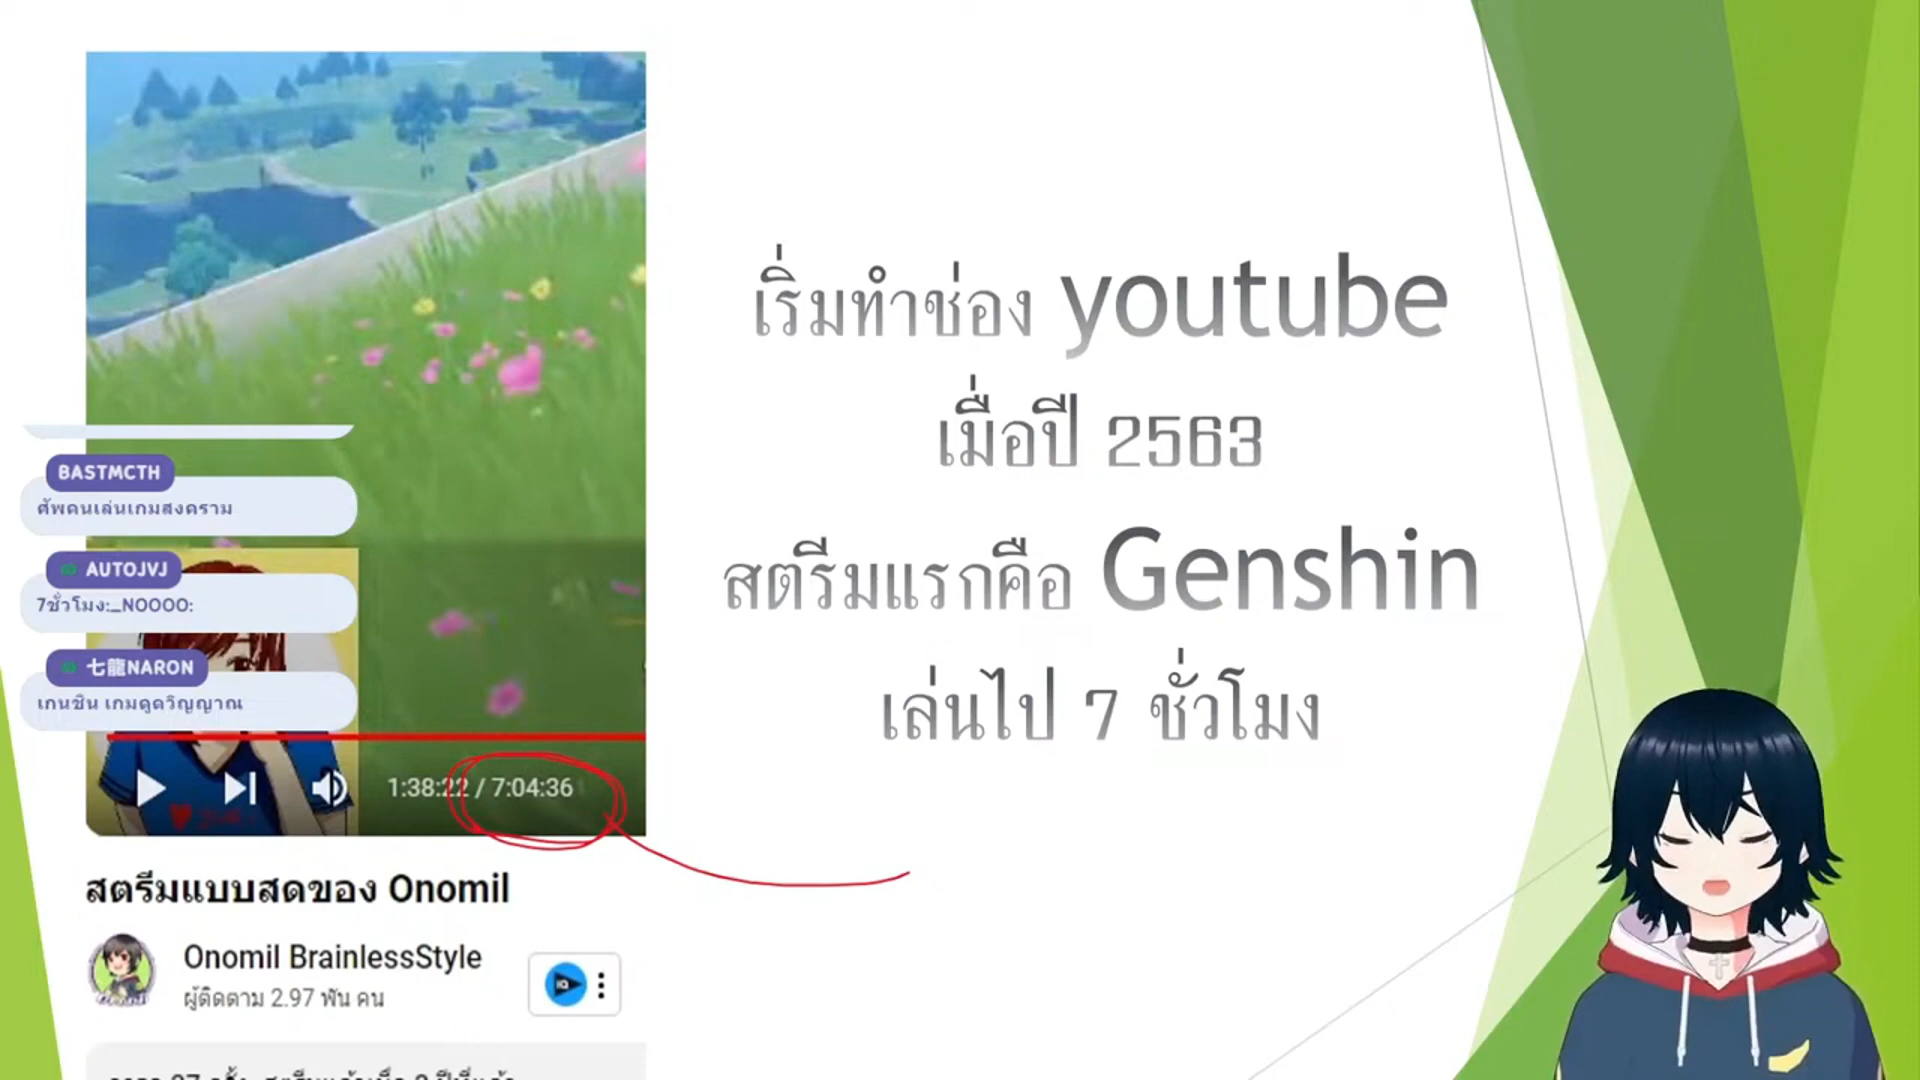 เริ่มทำช่อง youtube
เมื่อปี 2563
สตรีมแรกคือ Genshin
เล่นไป 7 ชั่วโมง
BASTMCTH
ศัพคนเล่นเกมสงคราม
AUTOJVJ
7ชั่วโมง:_NOOOO:
七龍NARON
เกนชิน เกมดูดวิญญาณ
1:38:22 / 7:04:36
สตรีมแบบสดของ Onomil
Onomil BrainlessStyle
ผู้ติดตาม 2.97 พัน คน